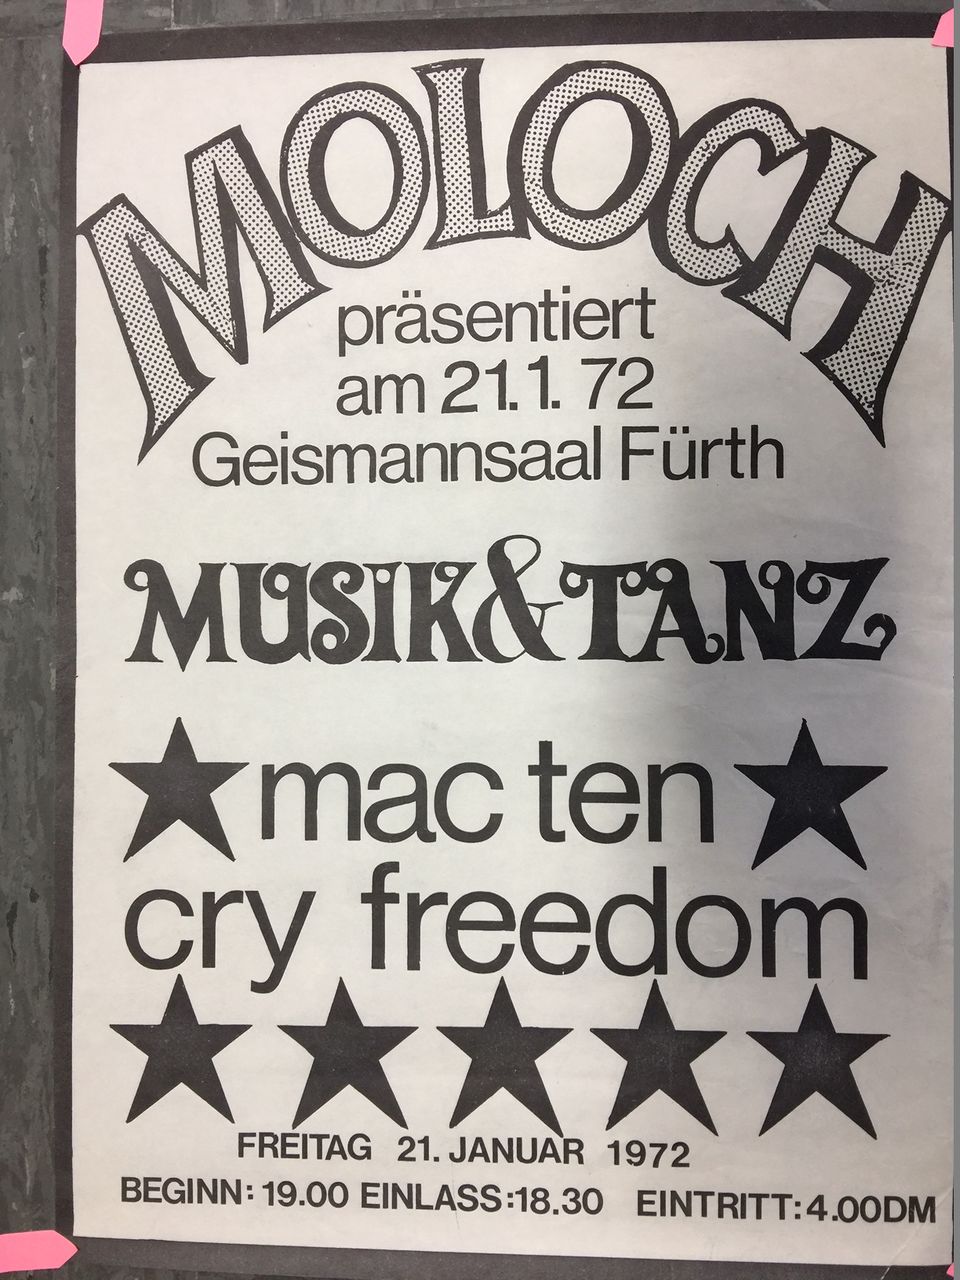 MOLOCH
präsentiert
am 21.1. 72
Geismannsaal Fürth
MUSIK & TANZ
mac ten
cry freedom
FREITAG 21. JANUAR 1972
BEGINN: 19.00 EINLASS:18.30 EINTRITT:4.00DM